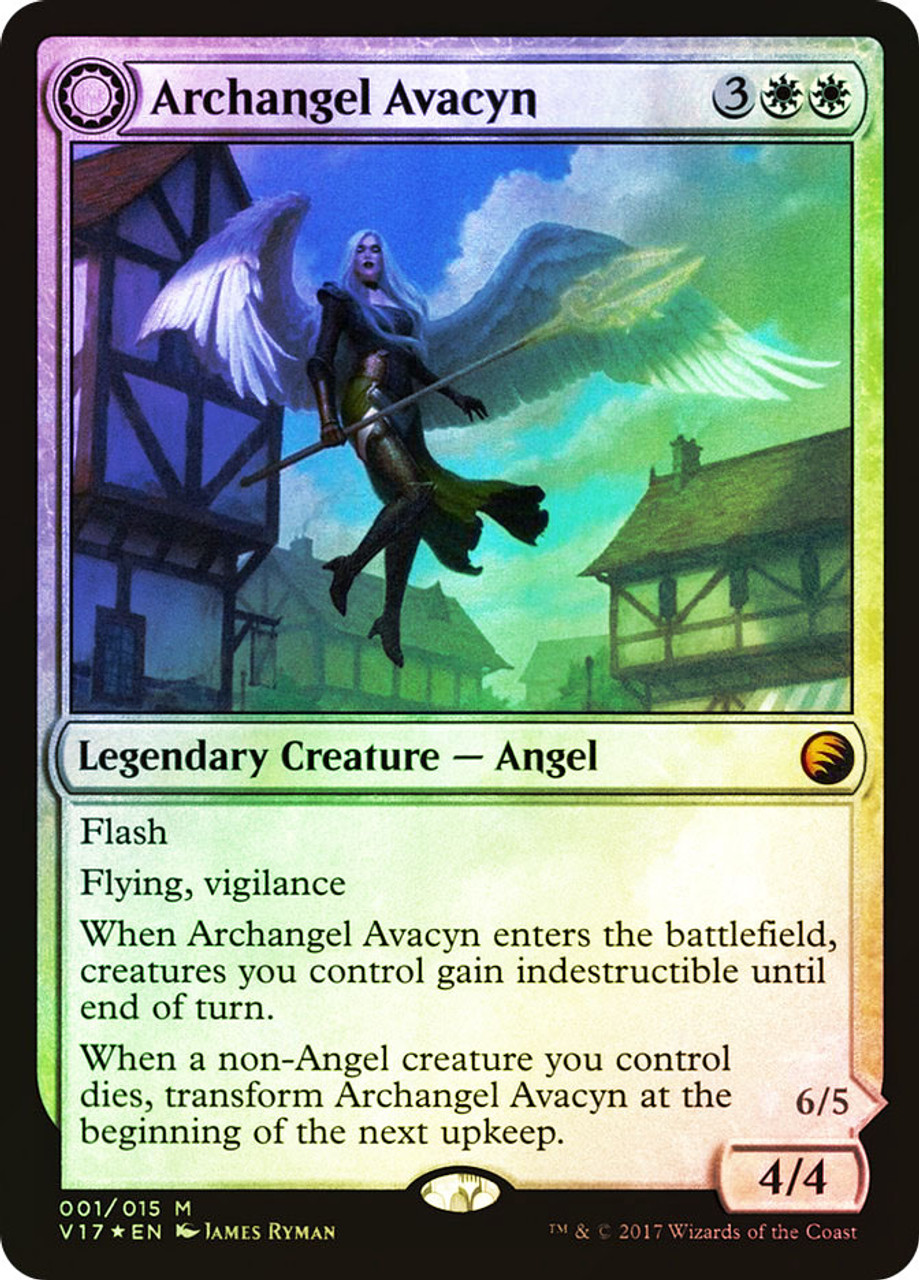 Archangel Avacyn 3
Legendary Creature — Angel
Flash
Flying, vigilance
When Archangel Avacyn enters the battlefield,
creatures you control gain indestructible until
end of turn.
When a non-Angel creature you control
dies, transform Archangel Avacyn at the
beginning of the next upkeep.
6/5
4/4
001/015 M
V17★EN James Ryman
™ & © 2017 Wizards of the Coast